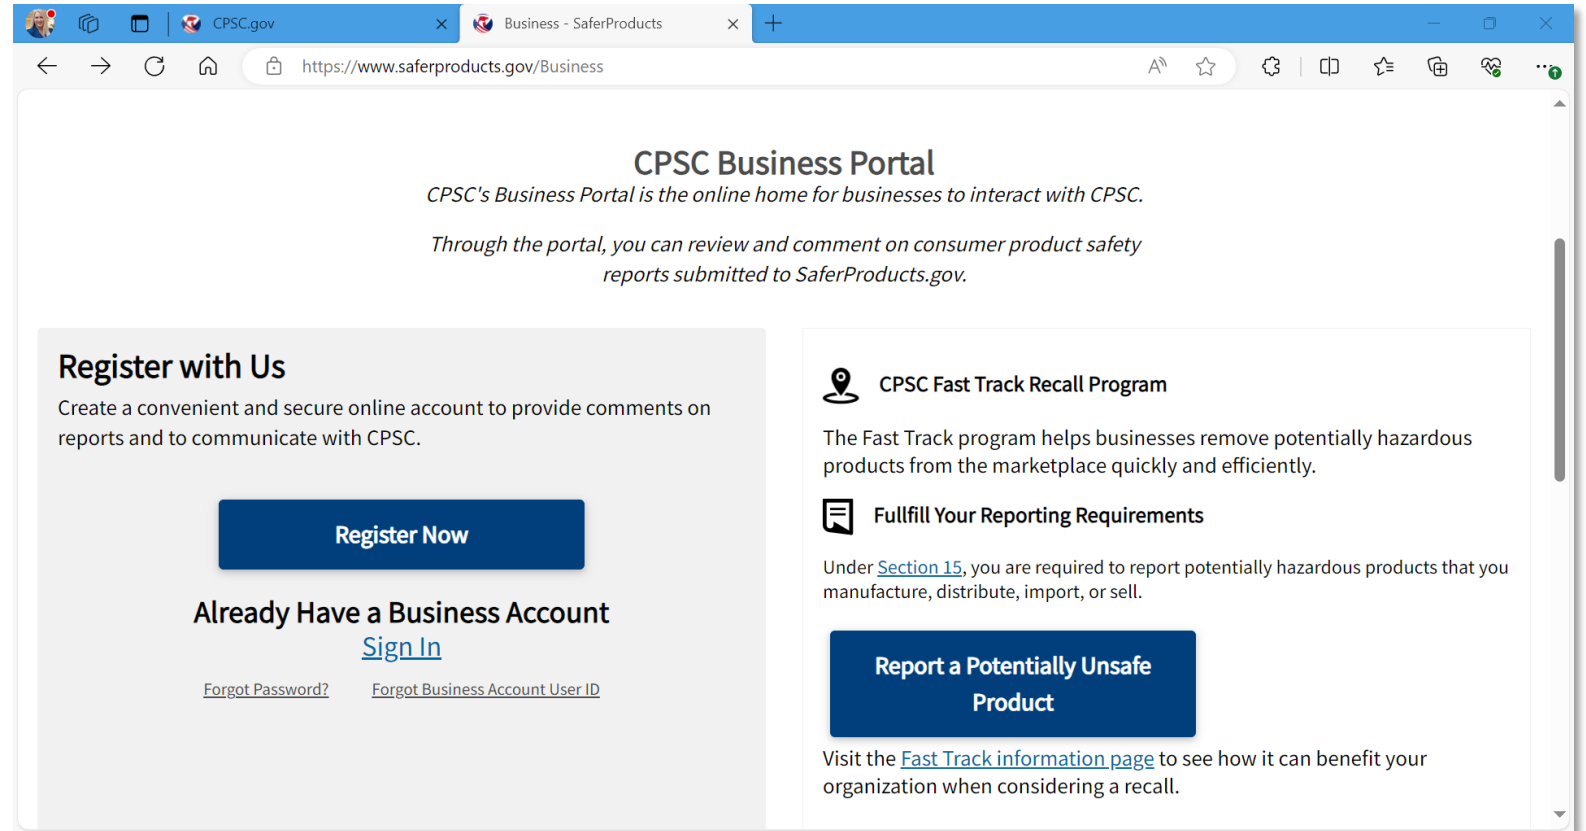 CPSC.gov
Business - SaferProducts
https://www.saferproducts.gov/Business
CPSC Business Portal
CPSC's Business Portal is the online home for businesses to interact with CPSC.
Through the portal, you can review and comment on consumer product safety
reports submitted to SaferProducts.gov.
Register with Us
Create a convenient and secure online account to provide comments on
reports and to communicate with CPSC.
Register Now
Already Have a Business Account
Sign In
Forgot Password? Forgot Business Account User ID
CPSC Fast Track Recall Program
The Fast Track program helps businesses remove potentially hazardous
products from the marketplace quickly and efficiently.
Fullfill Your Reporting Requirements
Under Section 15, you are required to report potentially hazardous products that you
manufacture, distribute, import, or sell.
Report a Potentially Unsafe
Product
Visit the Fast Track information page to see how it can benefit your
organization when considering a recall.